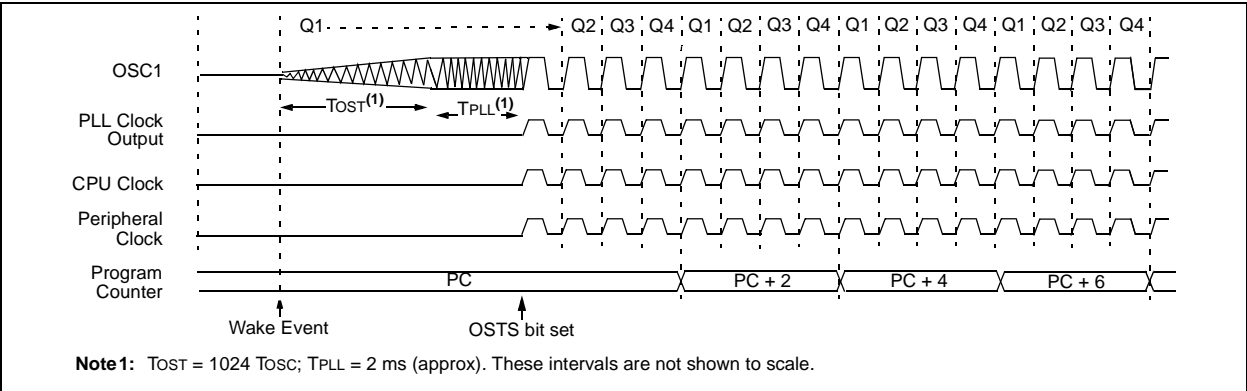 Q1 Q2 Q3 Q4 Q1 Q2 Q3 Q4 Q1 Q2 Q3 Q4 Q1 Q2 Q3 Q4
OSC1
TOST(1) TPLL(1)
PLL Clock
Output
CPU Clock
Peripheral
Clock
Program
Counter
PC PC + 2 PC + 4 PC + 6
Wake Event OSTS bit set
Note1: TOST = 1024 TOSC; TPLL = 2 ms (approx). These intervals are not shown to scale.